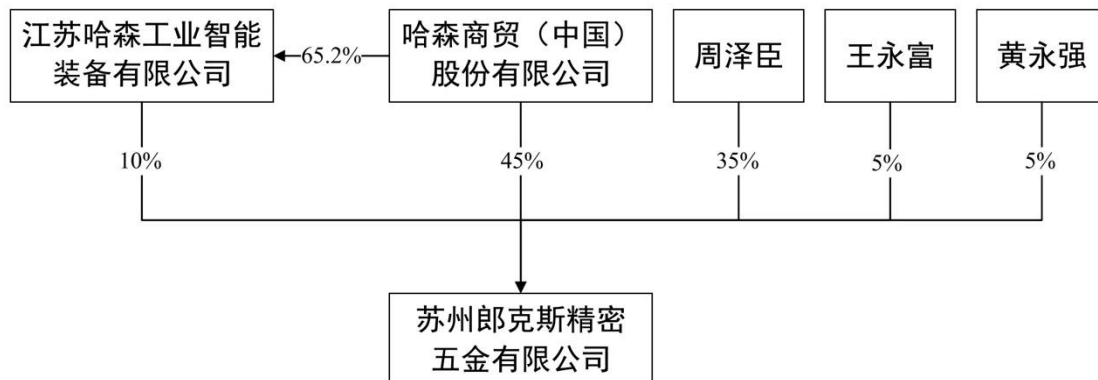 江苏哈森工业智能
装备有限公司
65.2%
哈森商贸（中国）
股份有限公司
周泽臣
王永富
黄永强
10%
45%
35%
5%
5%
苏州郎克斯精密
五金有限公司